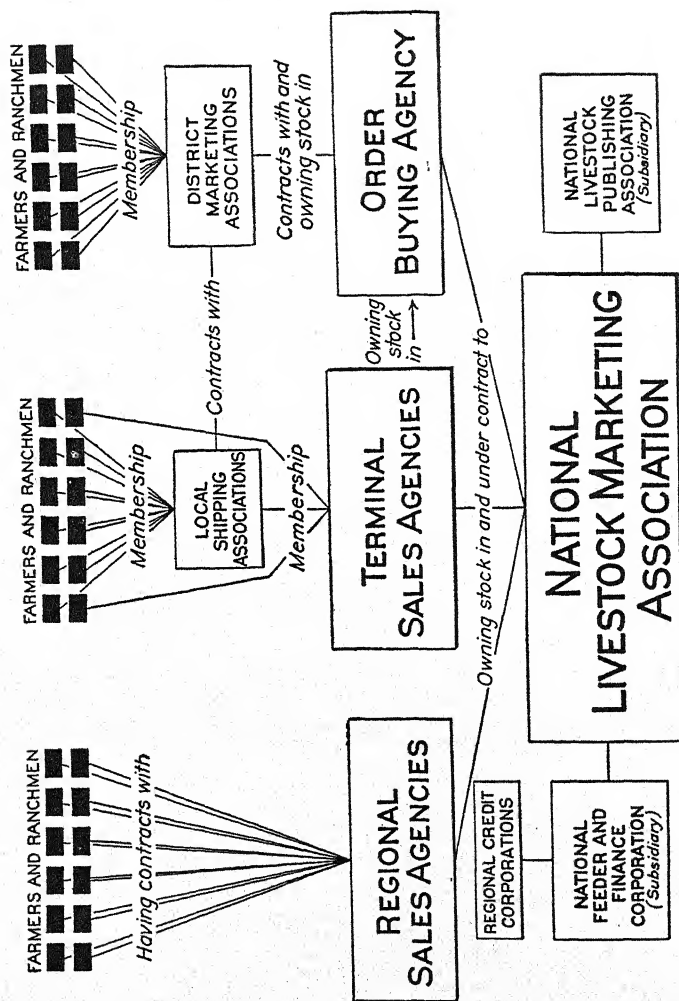 FARMERS AND RANCHMEN
Having contracts with
REGIONAL
SALES AGENCIES
FARMERS AND RANCHMEN
Membership
LOCAL
SHIPPING
ASSOCIATIONS
Membership
TERMINAL
SALES AGENCIES
FARMERS AND RANCHMEN
Membership
DISTRICT
MARKETING
ASSOCIATIONS
Contracts with
Contracts with and
owning stock in
Owning
stock
in →
ORDER
BUYING AGENCY
Owning stock in and under contract to
REGIONAL CREDIT
CORPORATIONS
NATIONAL
FEEDER AND
FINANCE
CORPORATION
(Subsidiary)
NATIONAL
LIVESTOCK MARKETING
ASSOCIATION
NATIONAL
LIVESTOCK
PUBLISHING
ASSOCIATION
(Subsidiary)